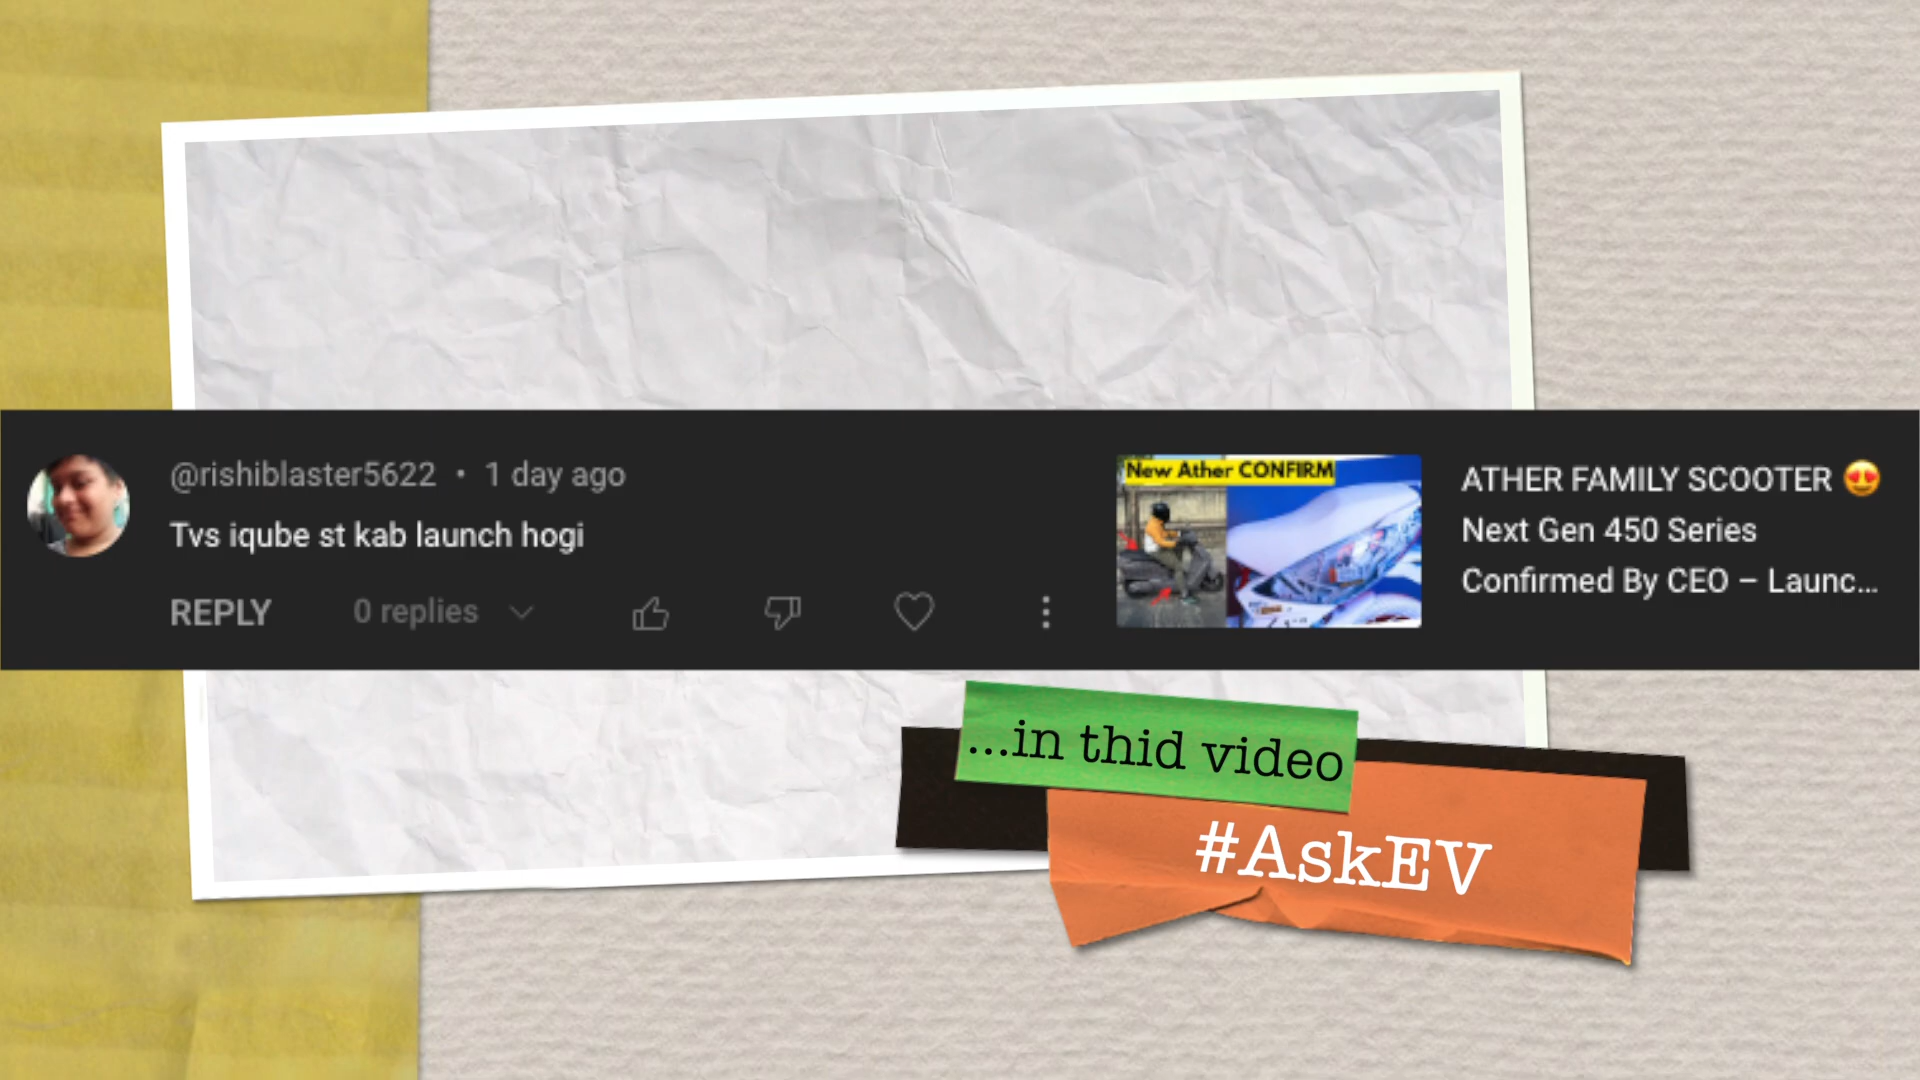 @rishiblaster5622 • 1 day ago
Tvs iqube st kab launch hogi
REPLY 0 replies
New Ather CONFIRM
ATHER FAMILY SCOOTER 😍
Next Gen 450 Series
Confirmed By CEO – Launc...
...in thid video
#AskEV